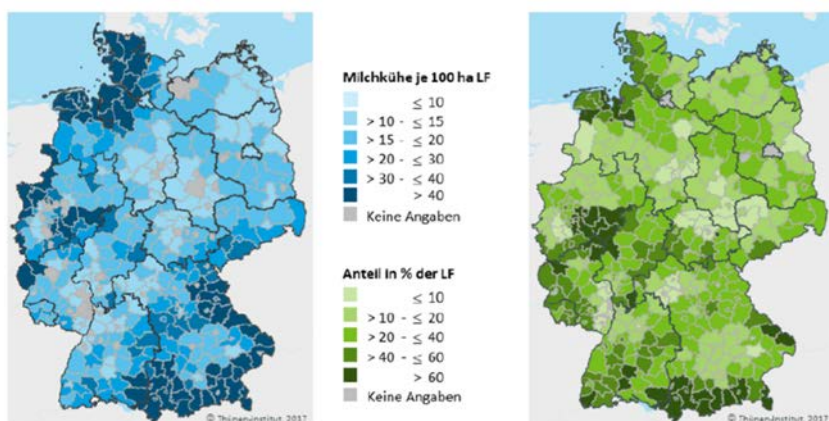 Milchkühe je 100 ha LF
≤ 10
> 10 - ≤ 15
> 15 - ≤ 20
> 20 - ≤ 30
> 30 - ≤ 40
> 40
Keine Angaben
Anteil in % der LF
≤ 10
> 10 - ≤ 20
> 20 - ≤ 40
> 40 - ≤ 60
> 60
Keine Angaben
© Thünen-Institut, 2017
© Thünen-Institut, 2017